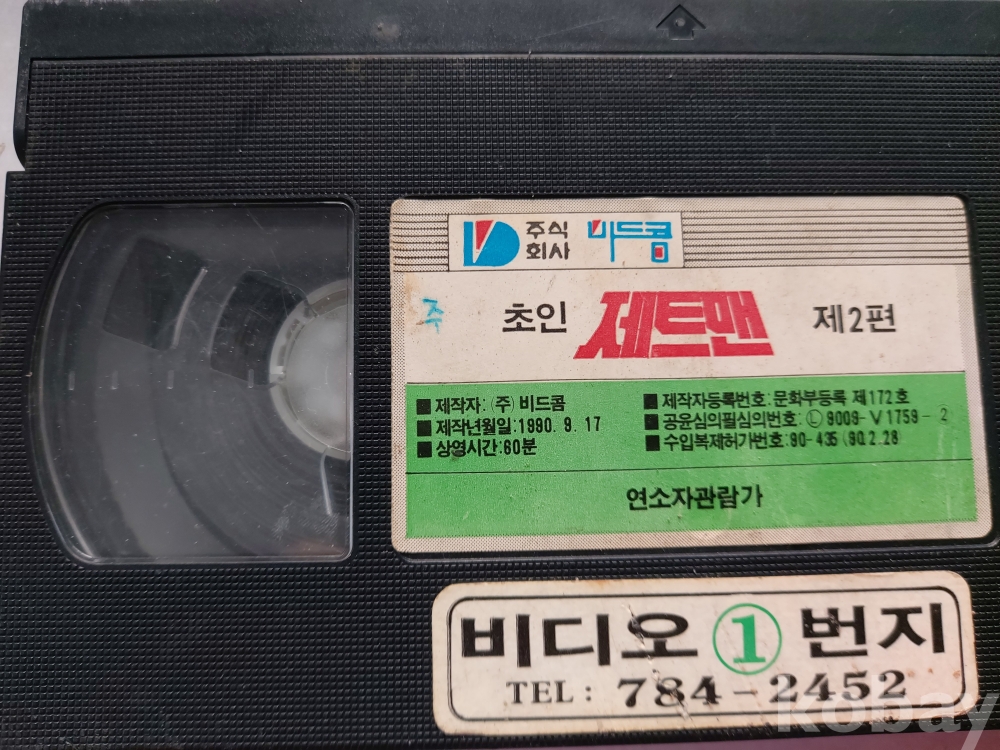 주식
회사 비드콤
주 초인 제트맨 제2편
■ 제작자: (주) 비드콤
■ 제작년월일: 1990. 9. 17
■ 상영시간: 60분
■ 제작자등록번호: 문화부등록 제172호
■ 공윤심의필심의번호: Ⓛ 9009-V1759-2
■ 수입복제허가번호: 90-435 (90.2.28
연소자관람가
비디오 ① 번지
TEL: 784-2452
kobay